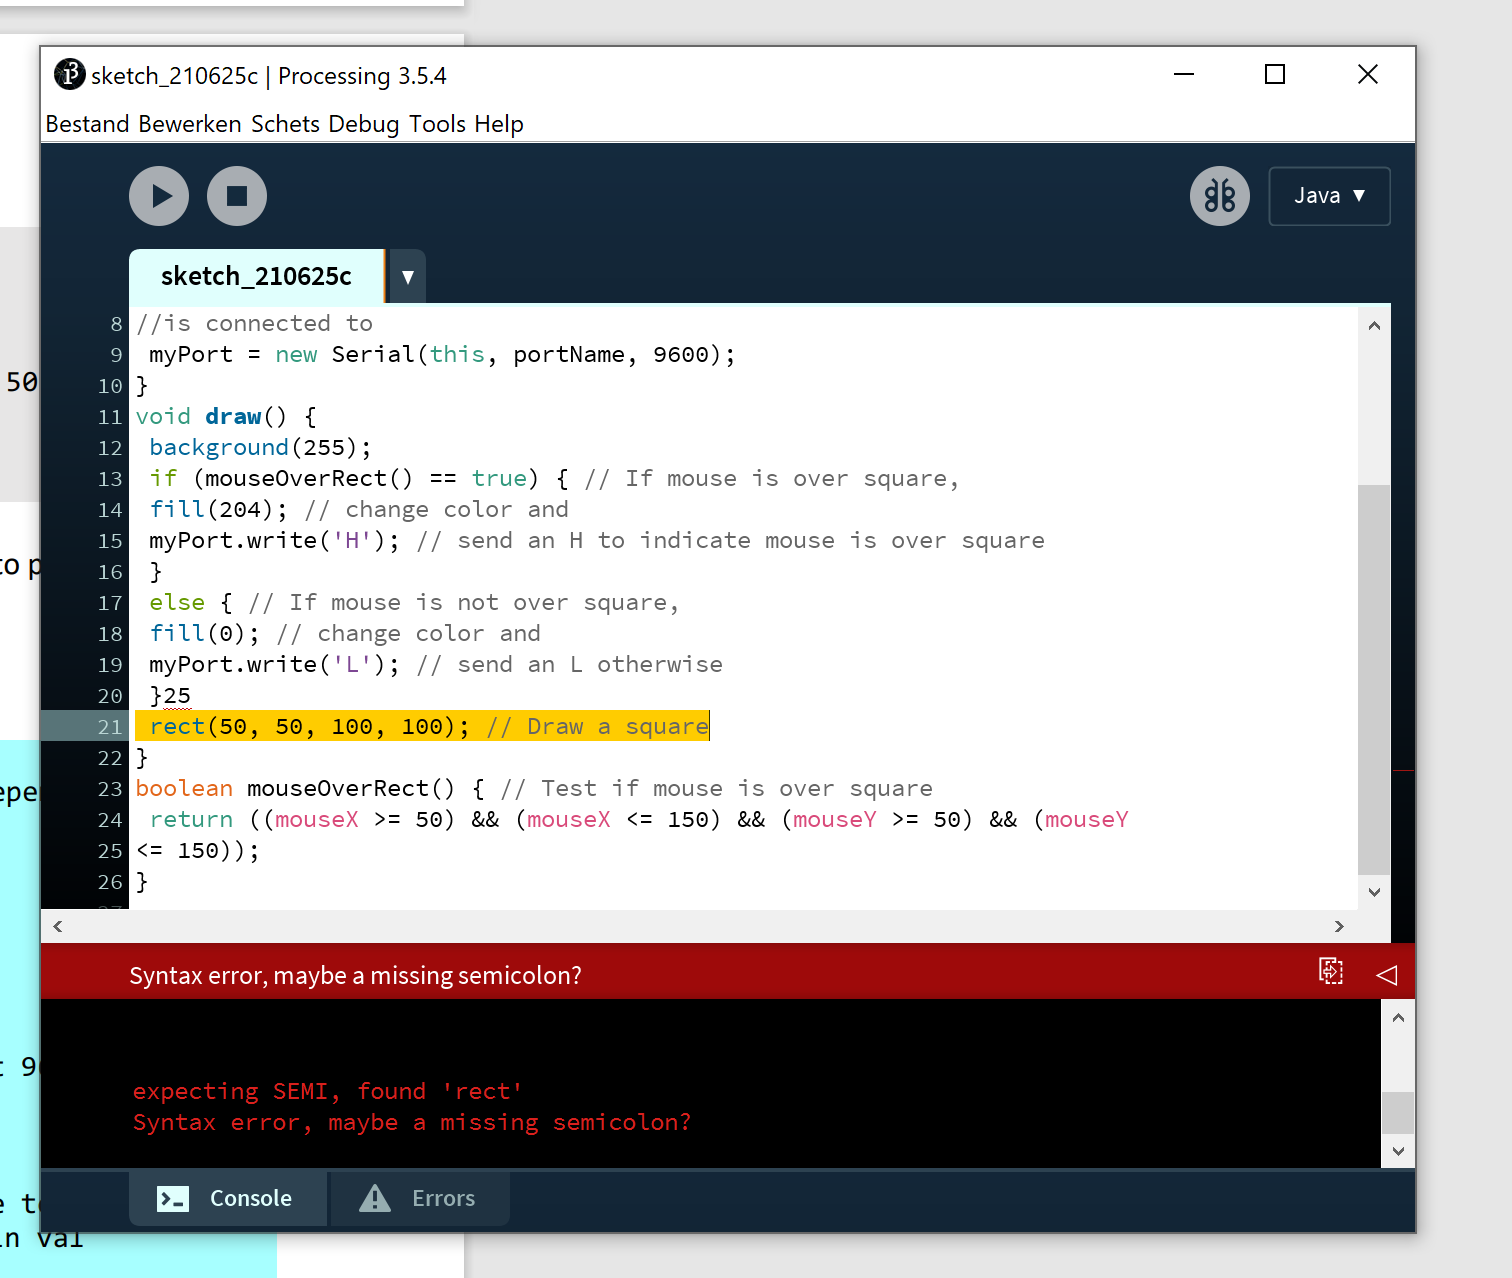 sketch_210625c | Processing 3.5.4
Bestand Bewerken Schets Debug Tools Help
Java ▼
sketch_210625c ▼
8 //is connected to
9 myPort = new Serial(this, portName, 9600);
50
10 }
11 void draw() {
12 background(255);
13 if (mouseOverRect() == true) { // If mouse is over square,
14 fill(204); // change color and
15 myPort.write('H'); // send an H to indicate mouse is over square
to p
16 }
17 else { // If mouse is not over square,
18 fill(0); // change color and
19 myPort.write('L'); // send an L otherwise
20 }25
21 rect(50, 50, 100, 100); // Draw a square
22 }
23 boolean mouseOverRect() { // Test if mouse is over square
24 return ((mouseX >= 50) && (mouseX <= 150) && (mouseY >= 50) && (mouseY
25 <= 150));
26 }
Syntax error, maybe a missing semicolon?
expecting SEMI, found 'rect'
Syntax error, maybe a missing semicolon?
Console
Errors
val